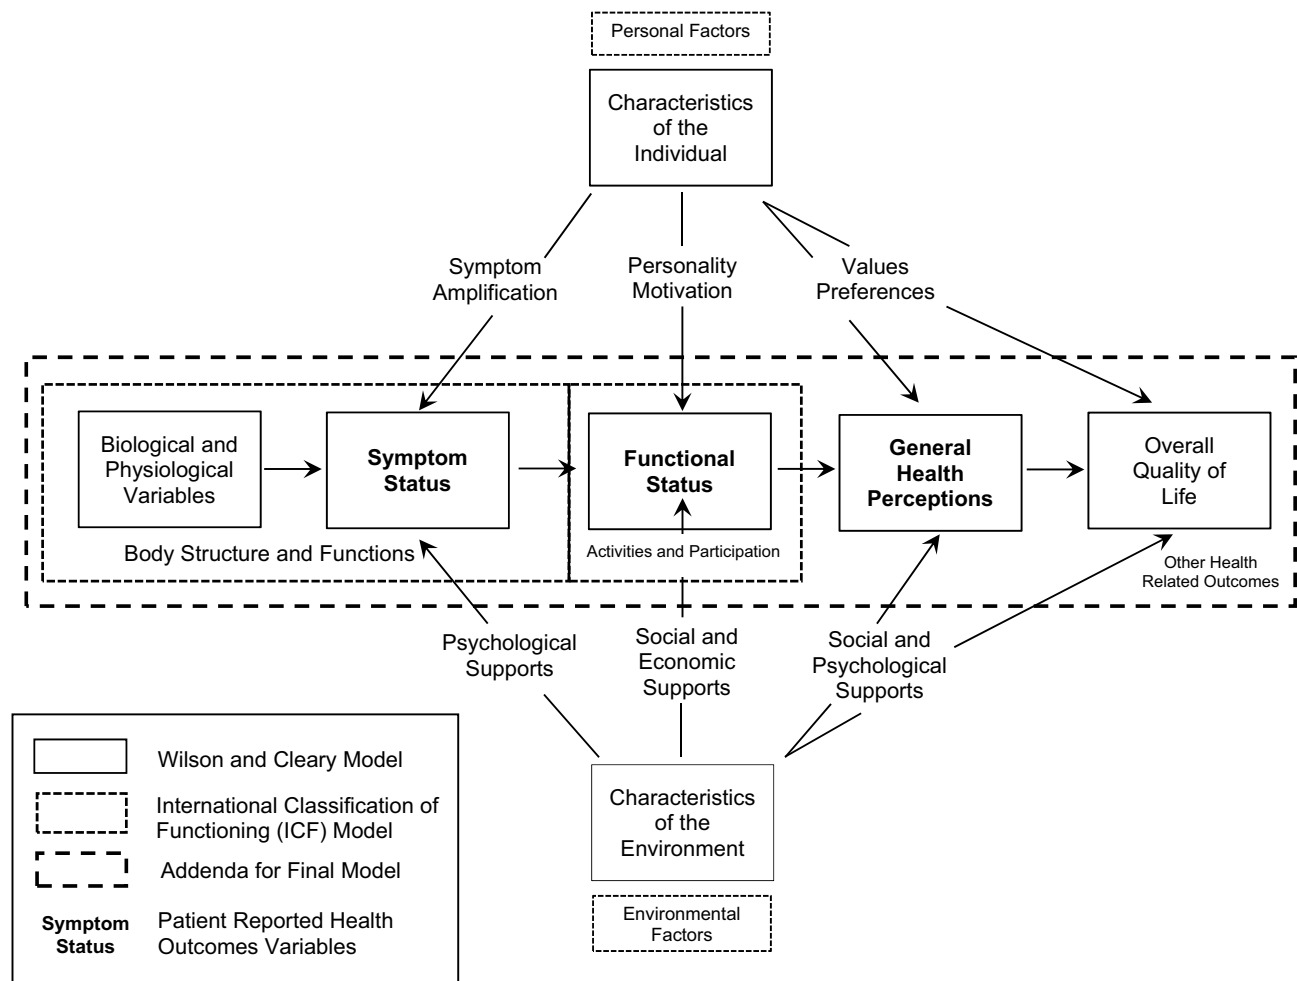 Personal Factors
Characteristics
of the
Individual
Symptom
Amplification
Personality
Motivation
Values
Preferences
Biological and
Physiological
Variables
Symptom
Status
Functional
Status
General
Health
Perceptions
Overall
Quality of
Life
Body Structure and Functions
Activities and Participation
Other Health
Related Outcomes
Psychological
Supports
Social and
Economic
Supports
Social and
Psychological
Supports
Characteristics
of the
Environment
Environmental
Factors
Wilson and Cleary Model
International Classification of
Functioning (ICF) Model
Addenda for Final Model
Symptom
Status
Patient Reported Health
Outcomes Variables